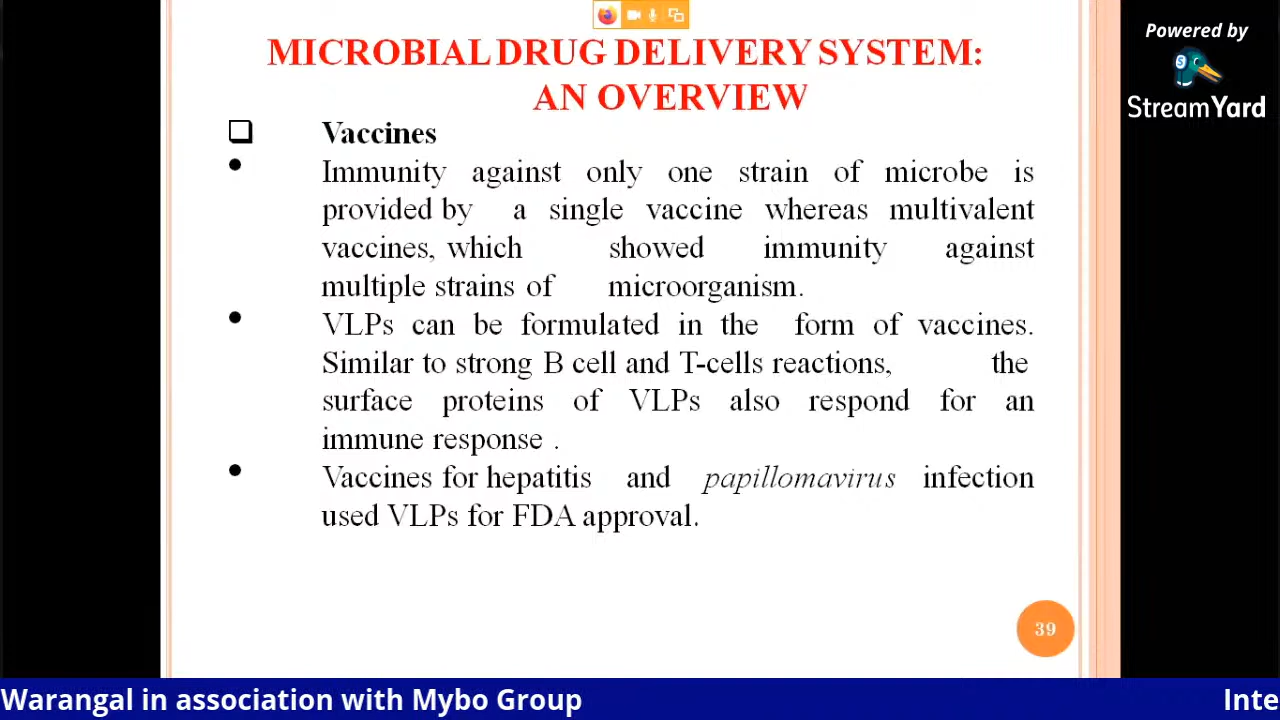 MICROBIAL DRUG DELIVERY SYSTEM:
AN OVERVIEW
Powered by
StreamYard
Vaccines
Immunity against only one strain of microbe is
provided by a single vaccine whereas multivalent
vaccines, which showed immunity against
multiple strains of microorganism.
VLPs can be formulated in the form of vaccines.
Similar to strong B cell and T-cells reactions, the
surface proteins of VLPs also respond for an
immune response .
Vaccines for hepatitis and papillomavirus infection
used VLPs for FDA approval.
39
Warangal in association with Mybo Group
Inte